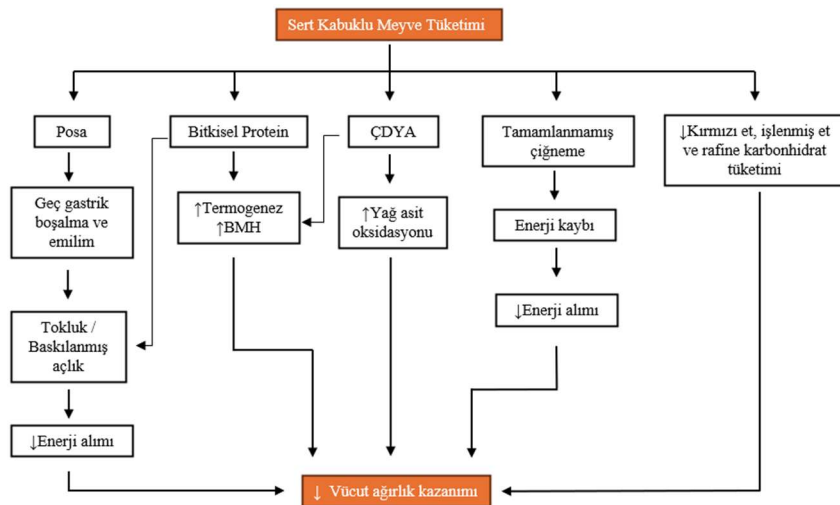 Sert Kabuklu Meyve Tüketimi
Posa
Bitkisel Protein
ÇDYA
Tamamlanmamış
çiğneme
↓Kırmızı et, işlenmiş et
ve rafine karbonhidrat
tüketimi
Geç gastrik
boşalma ve
emilim
↑Termogenez
↑BMH
↑Yağ asit
oksidasyonu
Enerji kaybı
Tokluk /
Baskılanmış
açlık
↓Enerji alımı
↓Enerji alımı
↓ Vücut ağırlık kazanımı